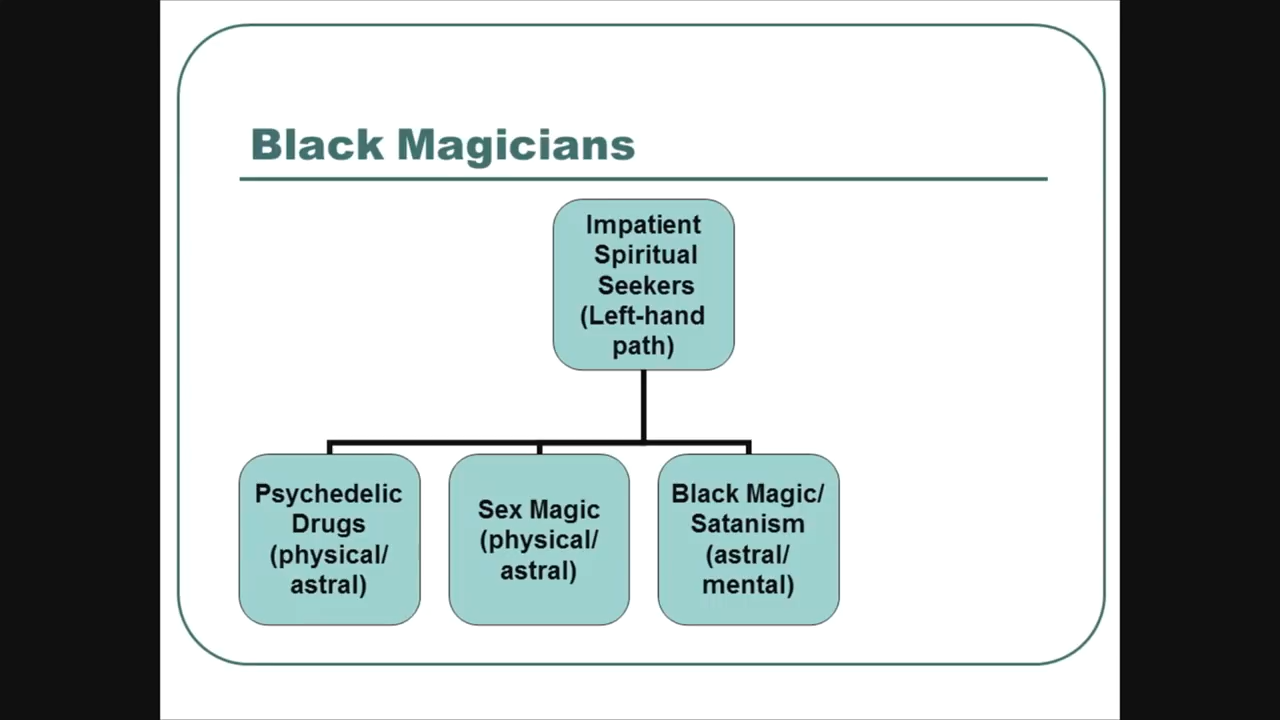 Black Magicians
Impatient
Spiritual
Seekers
(Left-hand
path)
Psychedelic
Drugs
(physical/
astral)
Sex Magic
(physical/
astral)
Black Magic/
Satanism
(astral/
mental)